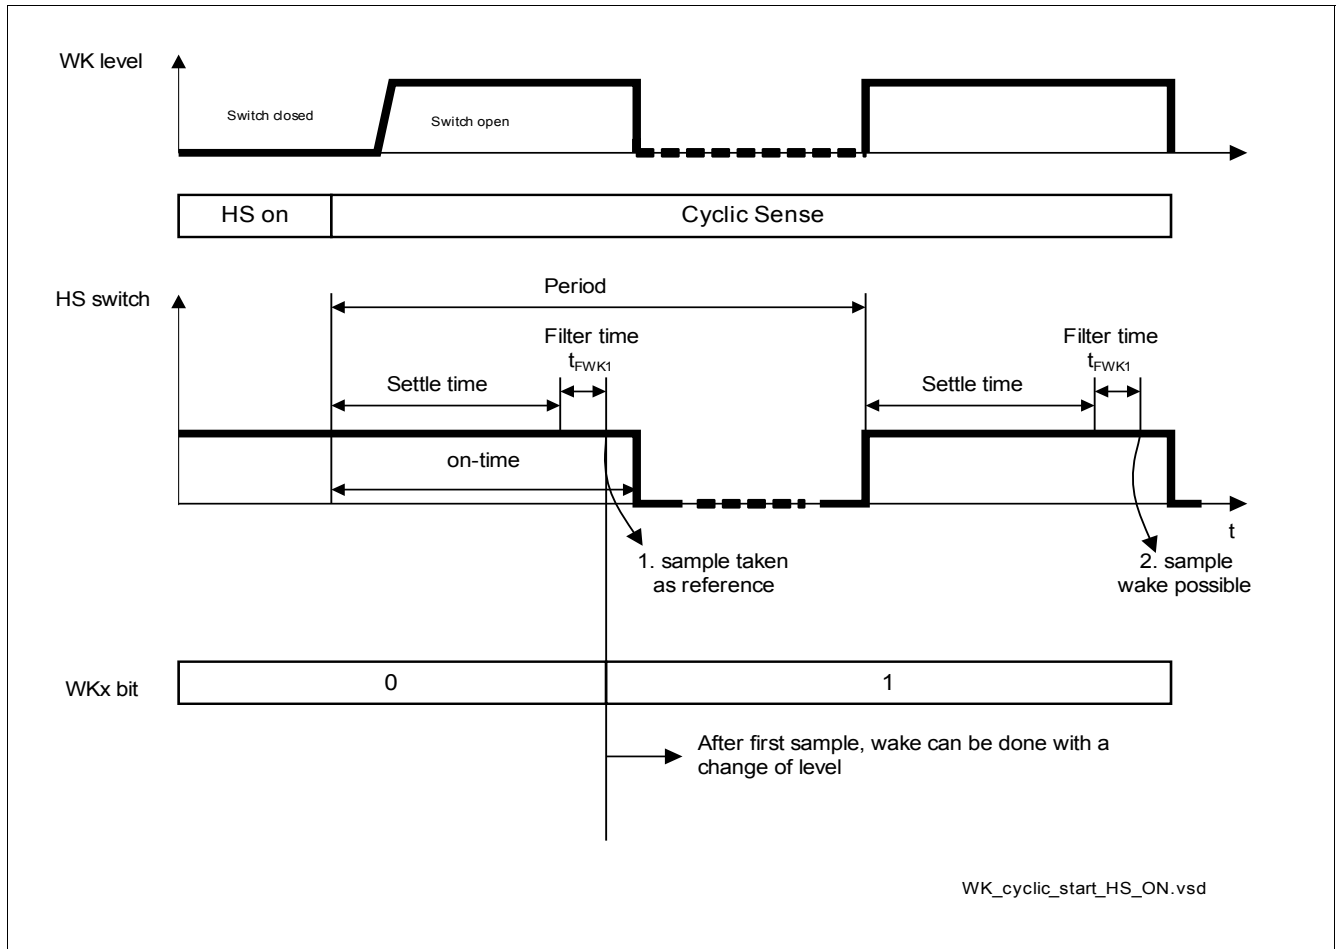 WK level
Switch closed
Switch open
HS on
Cyclic Sense
HS switch
Period
Filter time
tFWK1
Settle time
Filter time
tFWK1
Settle time
on-time
t
1. sample taken
as reference
2. sample
wake possible
WKx bit
0
1
After first sample, wake can be done with a
change of level
WK_cyclic_start_HS_ON.vsd